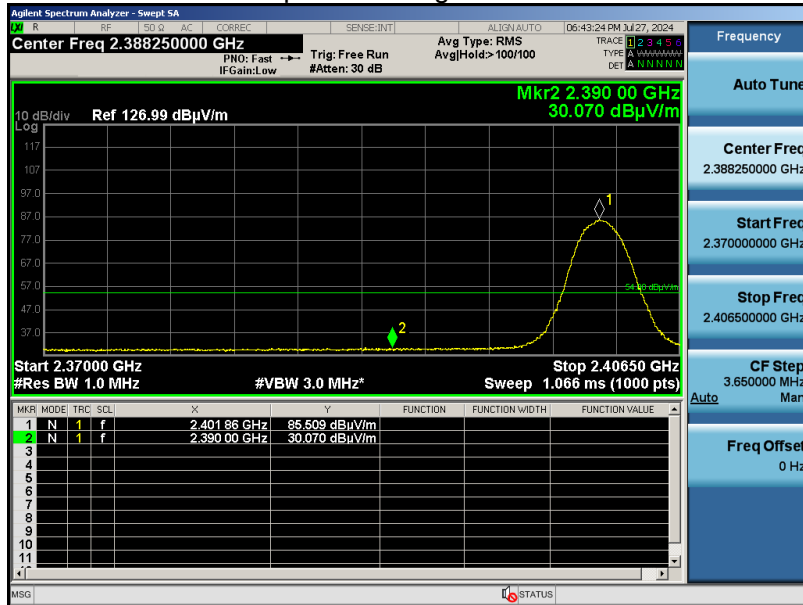 Agilent Spectrum Analyzer - Swept SA
LXI R RF 50 Ω AC CORREC SENSE:INT ALIGN AUTO 06:43:24 PM Jul 27, 2024
Center Freq 2.388250000 GHz
PNO: Fast
IFGain:Low
Trig: Free Run
#Atten: 30 dB
Avg Type: RMS
Avg|Hold:>100/100
TRACE 1 2 3 4 5 6
TYPE A WWWWW
DET A N N N N N
Mkr2 2.390 00 GHz
30.070 dBµV/m
10 dB/div Ref 126.99 dBµV/m
Log
117
107
97.0
87.0
77.0
67.0
57.0
47.0
37.0
1
2
54.00 dBµV/m
Start 2.37000 GHz Stop 2.40650 GHz
#Res BW 1.0 MHz #VBW 3.0 MHz* Sweep 1.066 ms (1000 pts)
MKR MODE TRC SCL X Y FUNCTION FUNCTION WIDTH FUNCTION VALUE
1 N 1 f 2.401 86 GHz 85.509 dBµV/m
2 N 1 f 2.390 00 GHz 30.070 dBµV/m
3
4
5
6
7
8
9
10
11
MSG STATUS
Frequency
Auto Tune
Center Freq
2.388250000 GHz
Start Freq
2.370000000 GHz
Stop Freq
2.406500000 GHz
CF Step
3.650000 MHz
Auto Man
Freq Offset
0 Hz